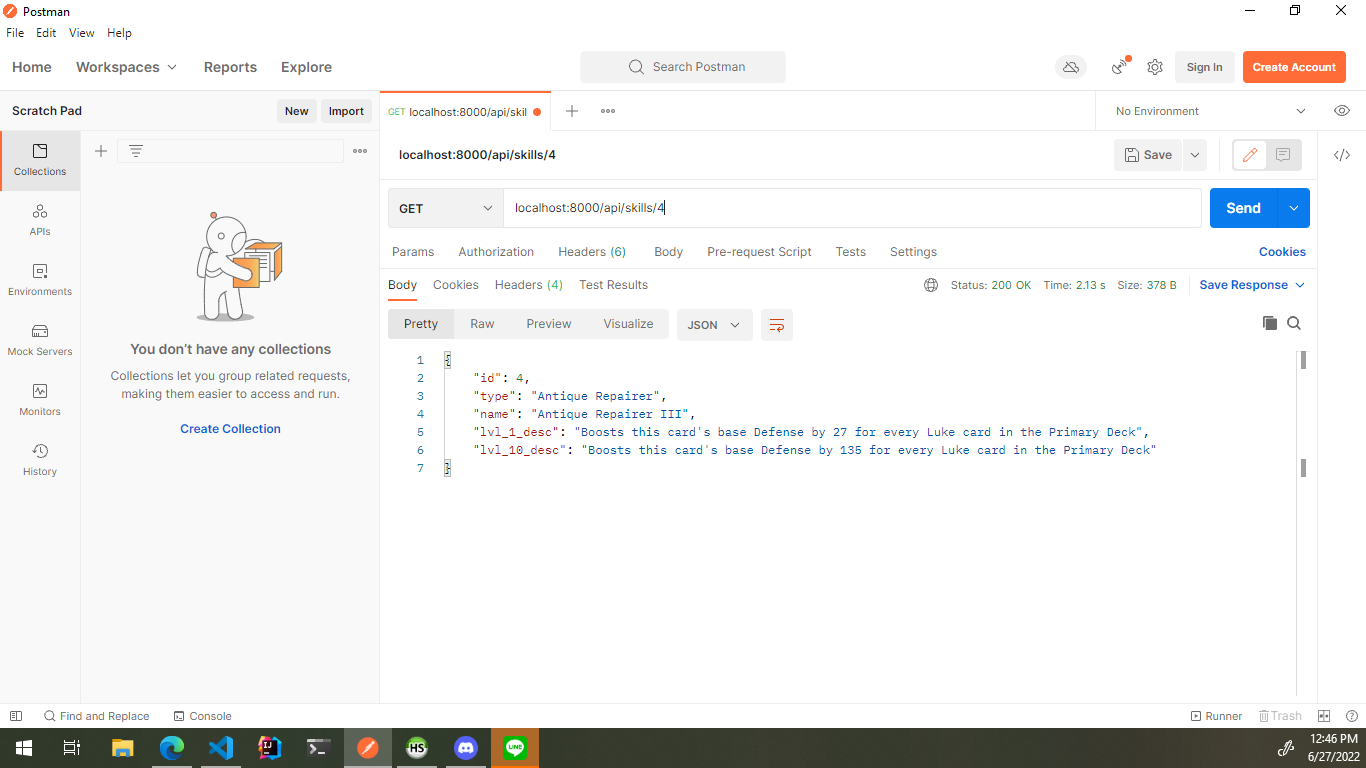 Postman
File Edit View Help
Home Workspaces Reports Explore Search Postman Sign In Create Account
Scratch Pad New Import GET localhost:8000/api/skil No Environment
localhost:8000/api/skills/4 Save
Collections
APIs
Environments
Mock Servers
Monitors
History
You don't have any collections
Collections let you group related requests,
making them easier to access and run.
Create Collection
GET localhost:8000/api/skills/4 Send
Params Authorization Headers (6) Body Pre-request Script Tests Settings Cookies
Body Cookies Headers (4) Test Results Status: 200 OK Time: 2.13 s Size: 378 B Save Response
Pretty Raw Preview Visualize JSON
1 {
2 "id": 4,
3 "type": "Antique Repairer",
4 "name": "Antique Repairer III",
5 "lvl_1_desc": "Boosts this card's base Defense by 27 for every Luke card in the Primary Deck",
6 "lvl_10_desc": "Boosts this card's base Defense by 135 for every Luke card in the Primary Deck"
7 }
Find and Replace Console Runner Trash
IJ HS LINE
12:46 PM
6/27/2022